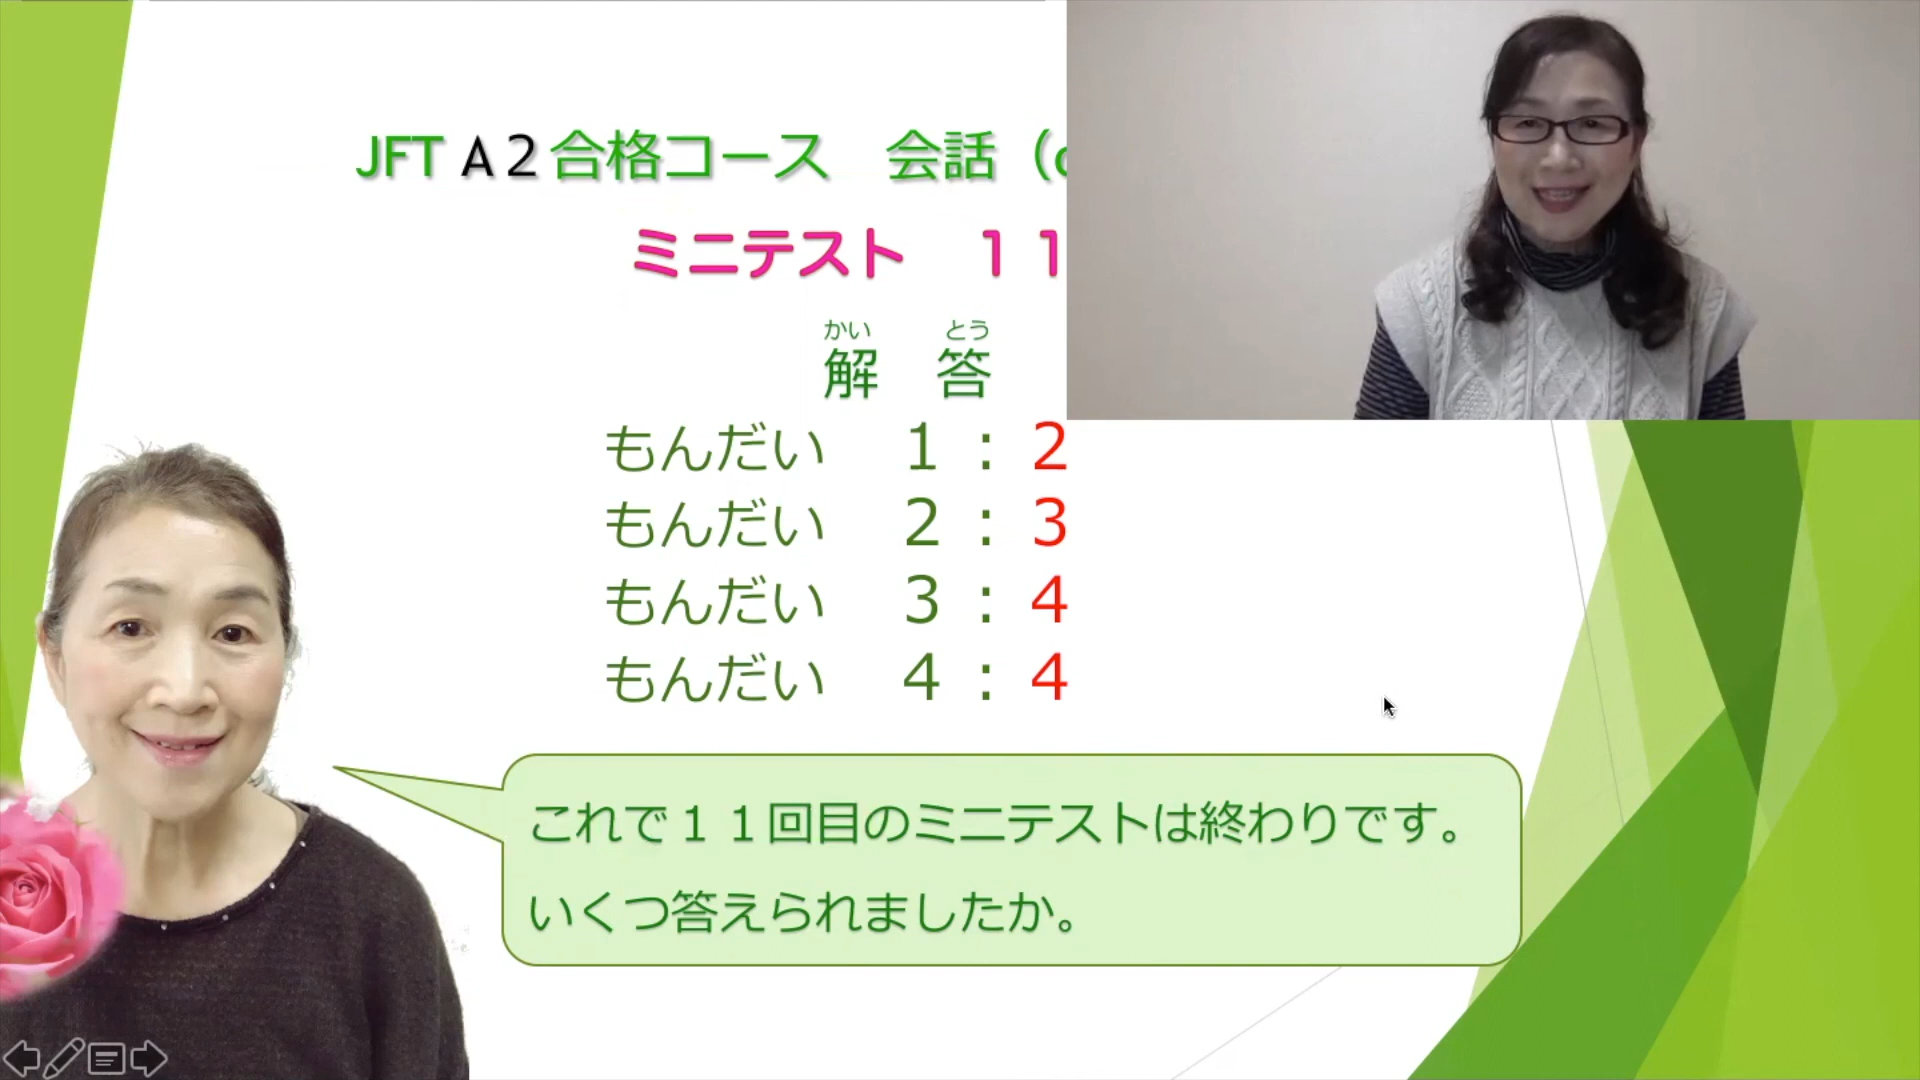 JFT A２合格コース　会話（c
ミニテスト　１１
かい　とう
解　答
もんだい　1：2
もんだい　2：3
もんだい　3：4
もんだい　4：4
これで１１回目のミニテストは終わりです。
いくつ答えられましたか。